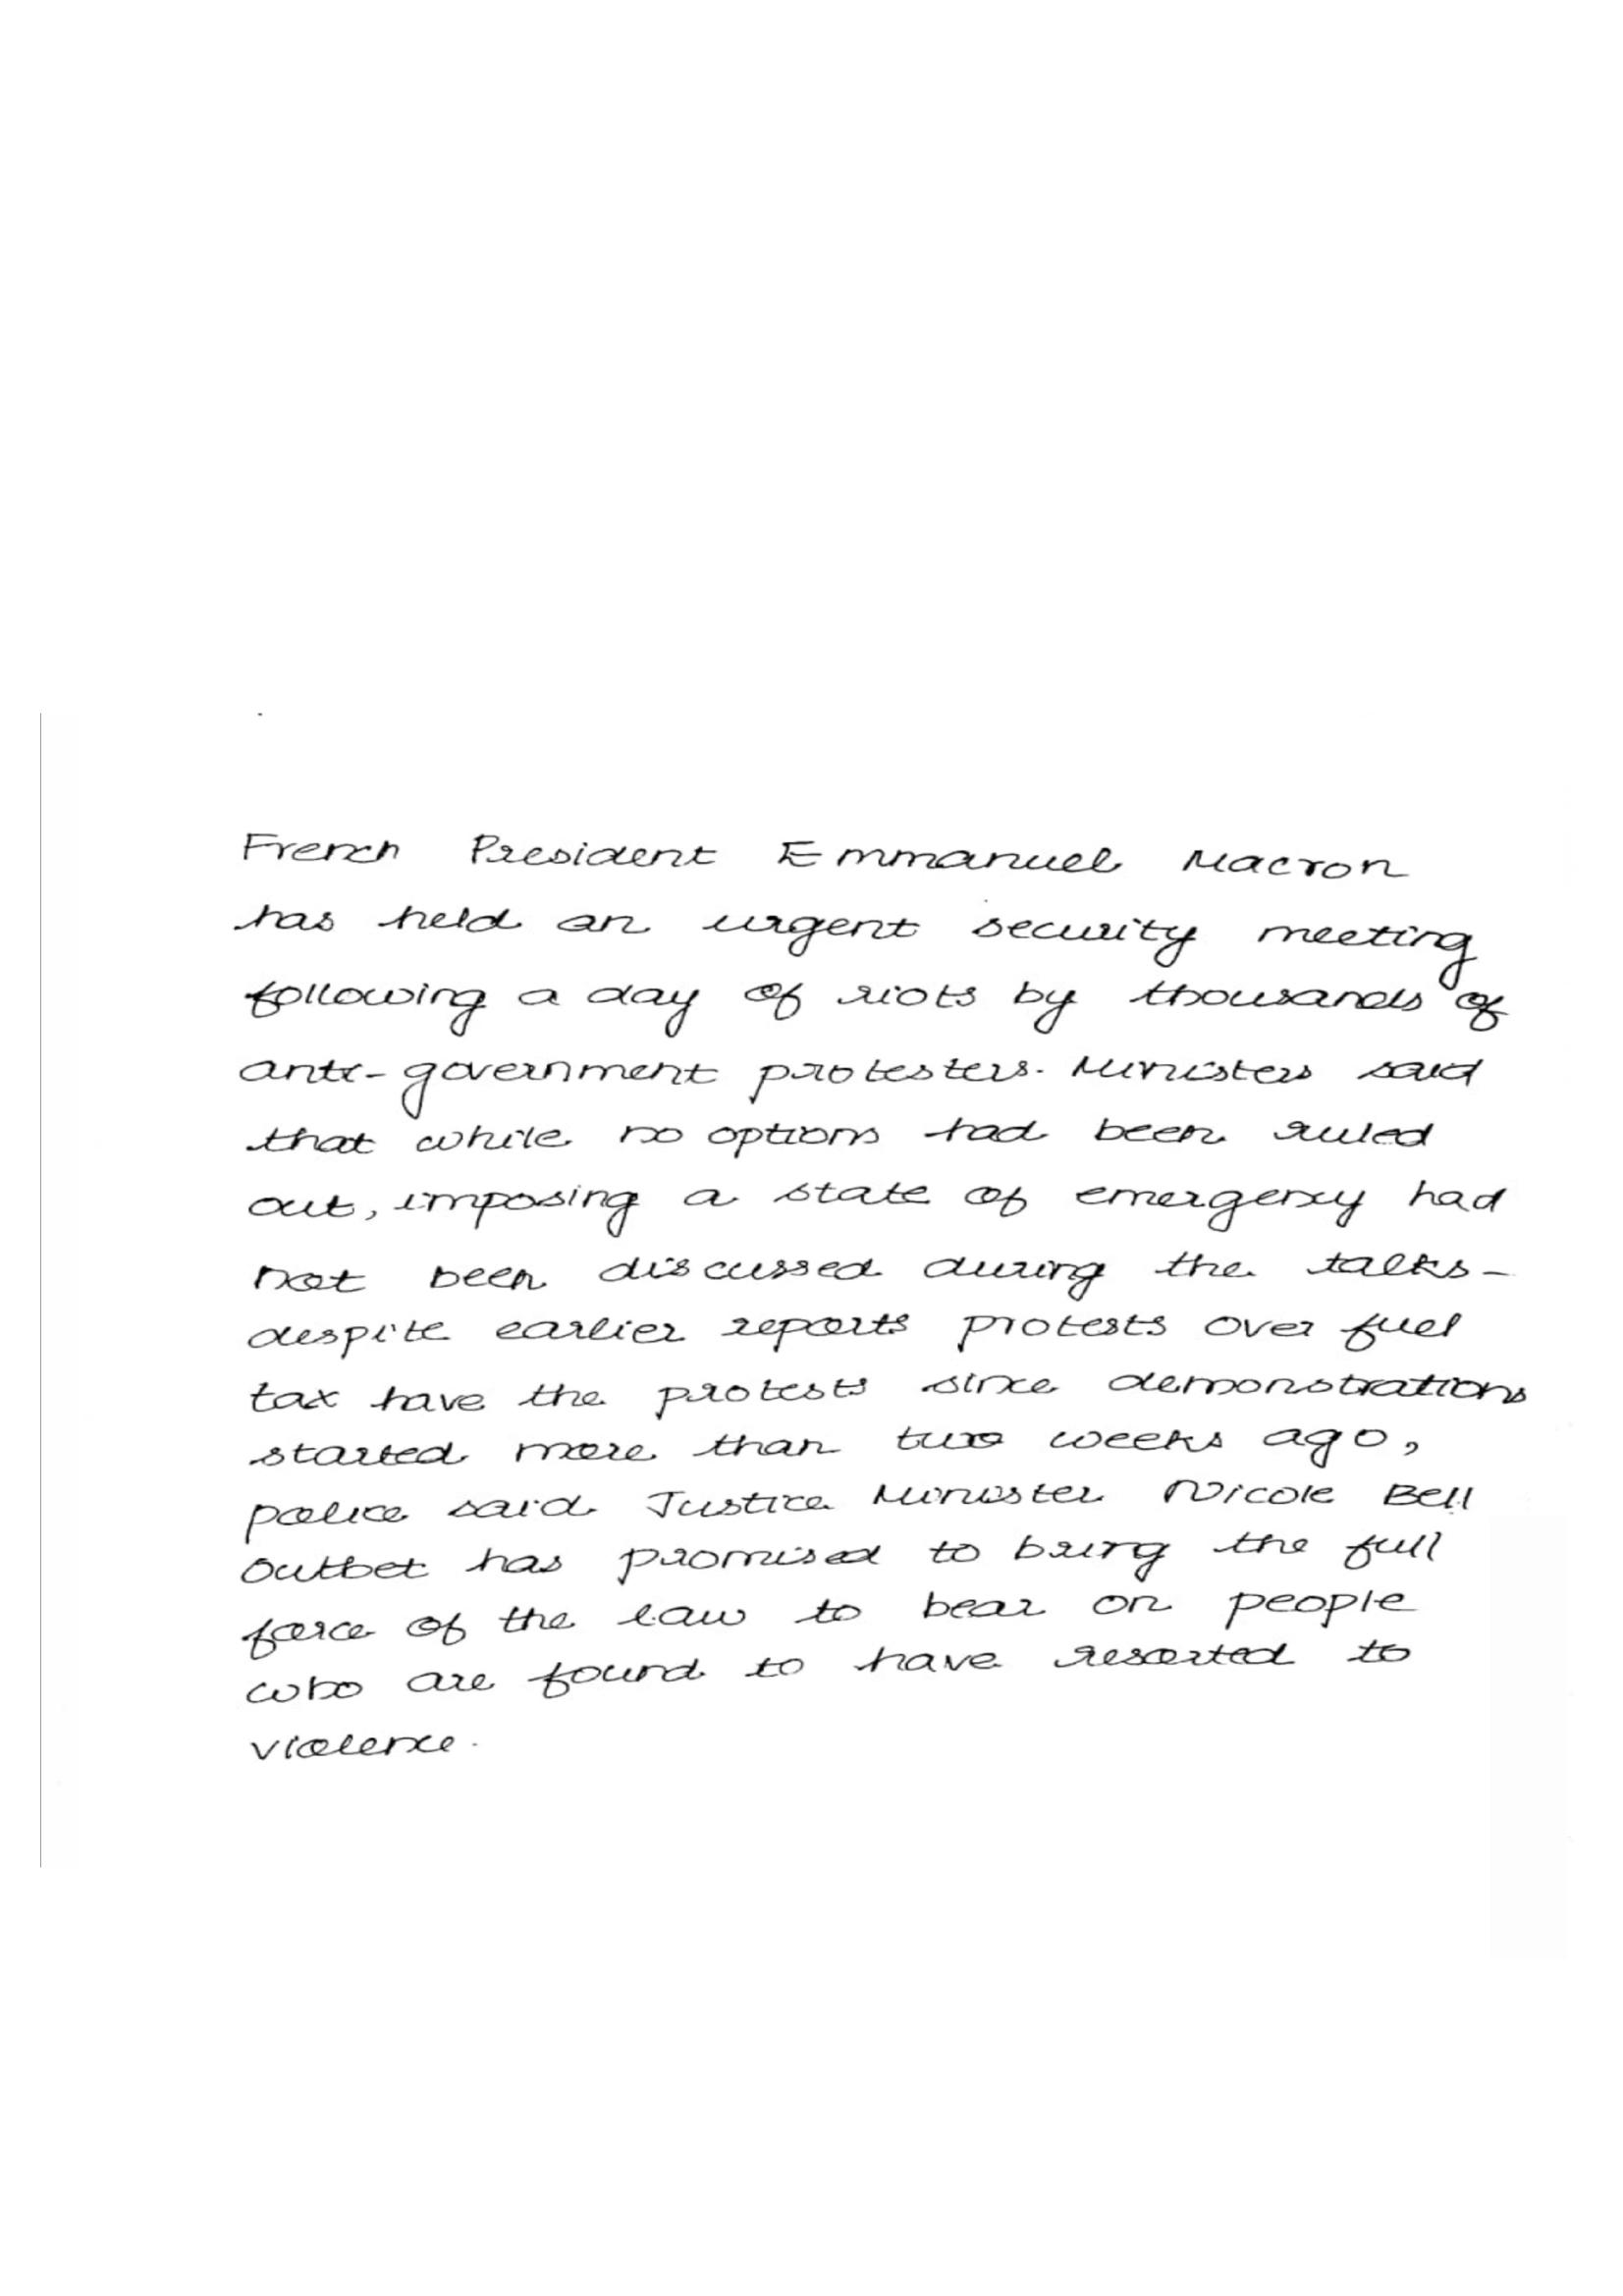 French President Emmanuel Macron
has held an urgent security meeting
following a day of riots by thousands of
anti-government protesters. Ministers said
that while no options had been ruled
out, imposing a state of emergency had
not been discussed during the talks-
despite earlier reports protests over fuel
tax have the protests since demonstrations
started more than two weeks ago,
police said Justice Minister Nicole Bell
Outbet has promised to bring the full
force of the law to bear on people
who are found to have resorted to
violence.